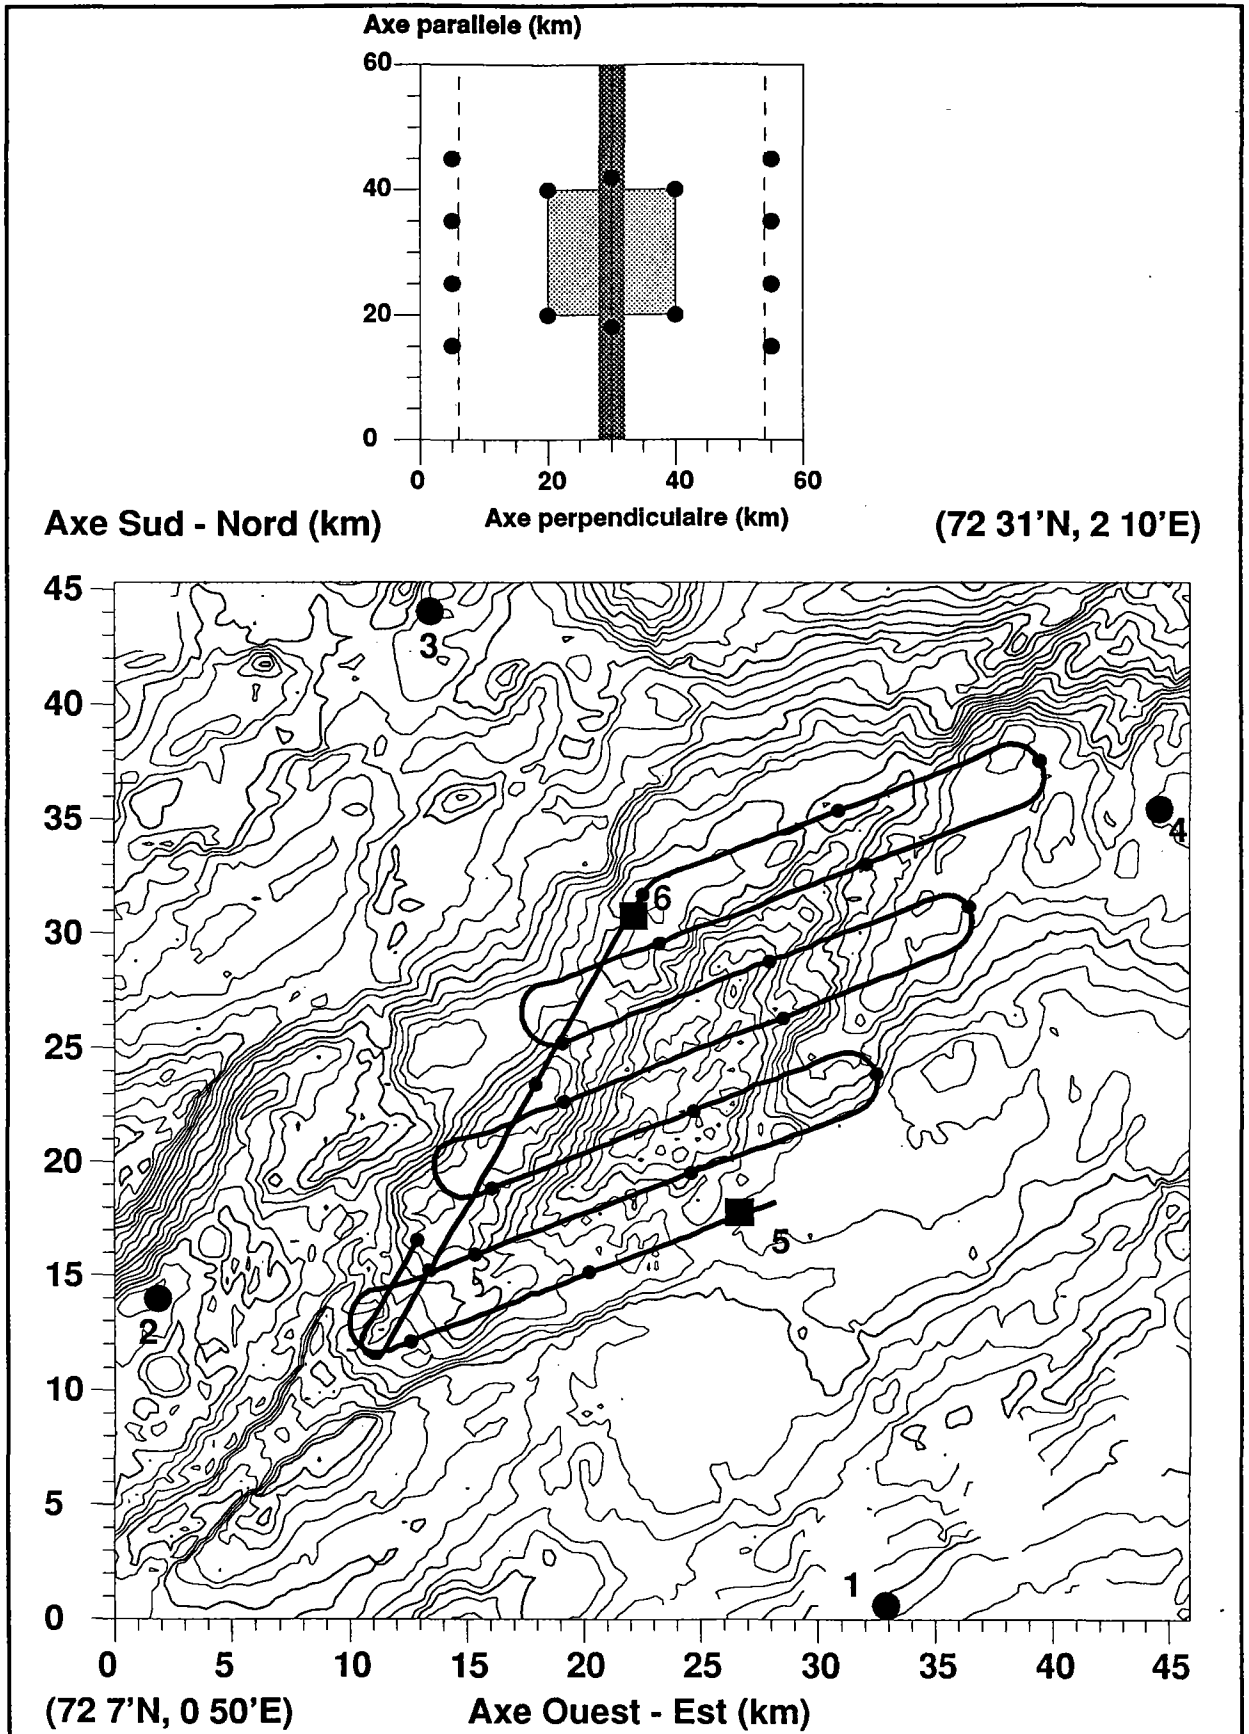 Axe parallele (km)
60
40
20
0
0 20 40 60
Axe perpendiculaire (km)
Axe Sud - Nord (km)
(72 31'N, 2 10'E)
45
40
35
30
25
20
15
10
5
0
3
4
6
5
2
1
0 5 10 15 20 25 30 35 40 45
(72 7'N, 0 50'E)
Axe Ouest - Est (km)